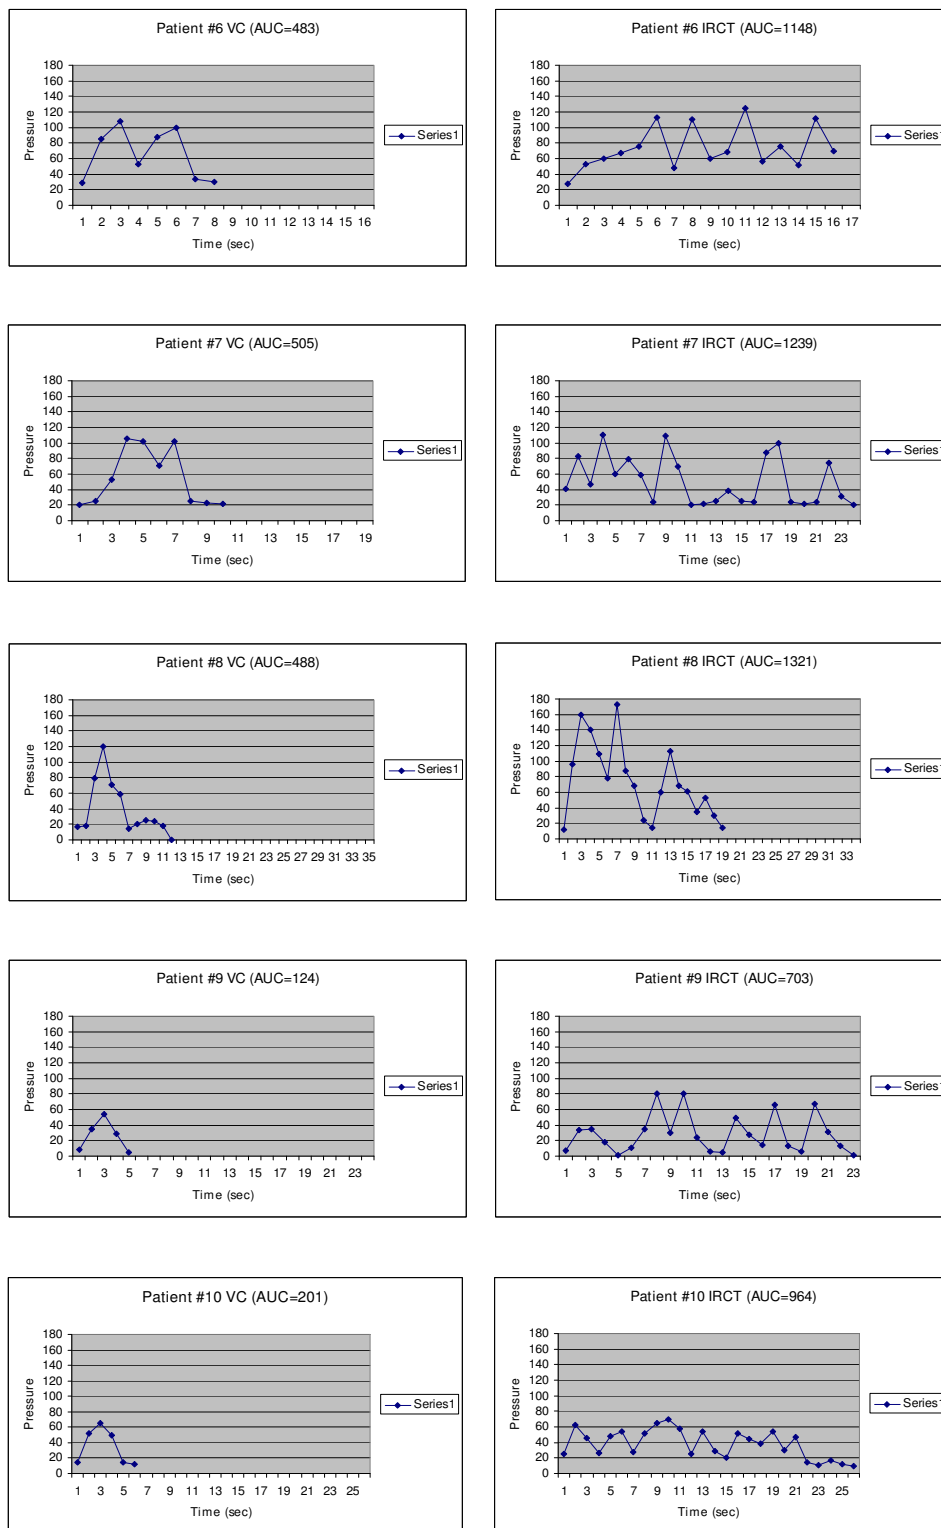 Patient #6 VC (AUC=483)
180
160
140
120
100
80
60
40
20
0
Pressure
1 2 3 4 5 6 7 8 9 10 11 12 13 14 15 16
Time (sec)
Series1
Patient #6 IRCT (AUC=1148)
180
160
140
120
100
80
60
40
20
0
Pressure
1 2 3 4 5 6 7 8 9 10 11 12 13 14 15 16 17
Time (sec)
Series1
Patient #7 VC (AUC=505)
180
160
140
120
100
80
60
40
20
0
Pressure
1 3 5 7 9 11 13 15 17 19
Time (sec)
Series1
Patient #7 IRCT (AUC=1239)
180
160
140
120
100
80
60
40
20
0
Pressure
1 3 5 7 9 11 13 15 17 19 21 23
Time (sec)
Series1
Patient #8 VC (AUC=488)
180
160
140
120
100
80
60
40
20
0
Pressure
1 3 5 7 9 11 13 15 17 19 21 23 25 27 29 31 33 35
Time (sec)
Series1
Patient #8 IRCT (AUC=1321)
180
160
140
120
100
80
60
40
20
0
Pressure
1 3 5 7 9 11 13 15 17 19 21 23 25 27 29 31 33
Time (sec)
Series1
Patient #9 VC (AUC=124)
180
160
140
120
100
80
60
40
20
0
Pressure
1 3 5 7 9 11 13 15 17 19 21 23
Time (sec)
Series1
Patient #9 IRCT (AUC=703)
180
160
140
120
100
80
60
40
20
0
Pressure
1 3 5 7 9 11 13 15 17 19 21 23
Time (sec)
Series1
Patient #10 VC (AUC=201)
180
160
140
120
100
80
60
40
20
0
Pressure
1 3 5 7 9 11 13 15 17 19 21 23 25
Time (sec)
Series1
Patient #10 IRCT (AUC=964)
180
160
140
120
100
80
60
40
20
0
Pressure
1 3 5 7 9 11 13 15 17 19 21 23 25
Time (sec)
Series1